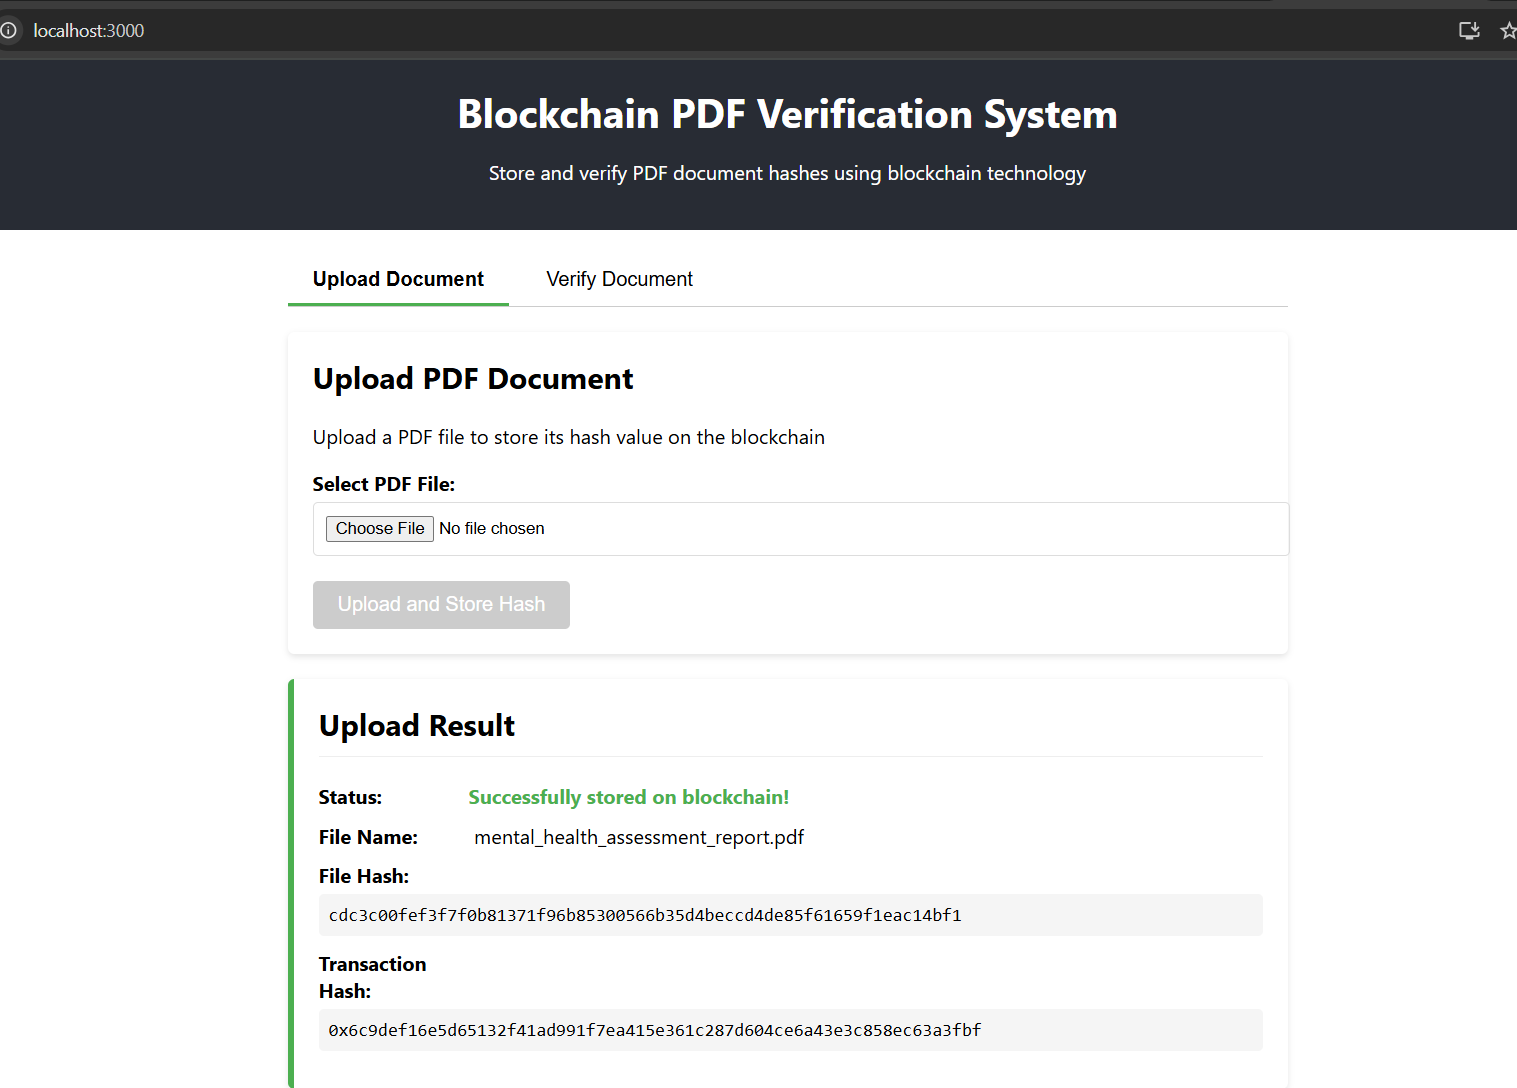 localhost:3000
Blockchain PDF Verification System
Store and verify PDF document hashes using blockchain technology
Upload Document
Verify Document
Upload PDF Document
Upload a PDF file to store its hash value on the blockchain
Select PDF File:
Choose File No file chosen
Upload and Store Hash
Upload Result
Status: Successfully stored on blockchain!
File Name: mental_health_assessment_report.pdf
File Hash:
cdc3c00fef3f7f0b81371f96b85300566b35d4beccd4de85f61659f1eac14bf1
Transaction
Hash:
0x6c9def16e5d65132f41ad991f7ea415e361c287d604ce6a43e3c858ec63a3fbf